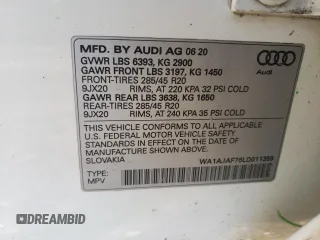 MFD. BY AUDI AG 06 20
GVWR LBS 6393, KG 2900
GAWR FRONT LBS 3197, KG 1450
FRONT-TIRES 285/45 R20
9JX20 RIMS, AT 220 KPA 32 PSI COLD
GAWR REAR LBS 3638, KG 1650
REAR-TIRES 285/45 R20
9JX20 RIMS, AT 240 KPA 35 PSI COLD
Audi
THIS VEHICLE CONFORMS TO ALL APPLICABLE
U.S. FEDERAL MOTOR VEHICLE SAFETY
STANDARDS IN EFFECT ON THE DATE OF
MANUFACTURE SHOWN ABOVE.
SLOVAKIA
TYPE:
MPV
WREAMBID.COM